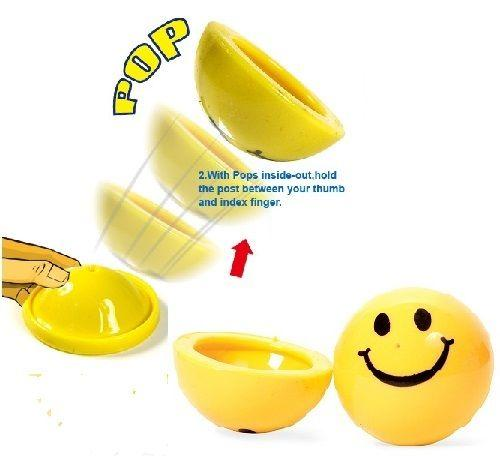 POP
2.With Pops inside-out,hold
the post between your thumb
and index finger.